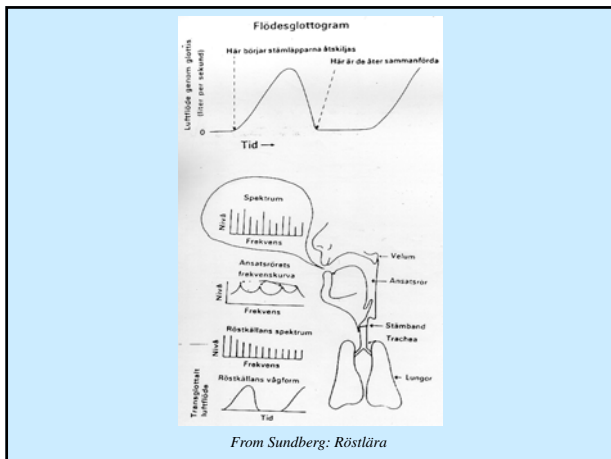 Flödesglottogram
Här börjar stämläpparna åtskiljas
Här är de åter sammanförda
Luftflöde genom glottis
(liter per sekund)
0
Tid
Spektrum
Nivå
Frekvens
Velum
Ansatsrörets
frekvenskurva
Ansatsrör
Nivå
Frekvens
Stämband
Röstkällans spektrum
Trachea
Nivå
Frekvens
Röstkällans vågform
Lungor
Transglottalt
luftflöde
Tid
From Sundberg: Röstlära